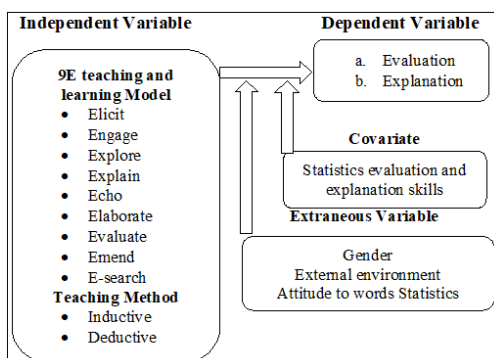 Independent Variable
9E teaching and
learning Model
• Elicit
• Engage
• Explore
• Explain
• Echo
• Elaborate
• Evaluate
• Emend
• E-search
Teaching Method
• Inductive
• Deductive
Dependent Variable
a. Evaluation
b. Explanation
Covariate
Statistics evaluation and
explanation skills
Extraneous Variable
Gender
External environment
Attitude to words Statistics